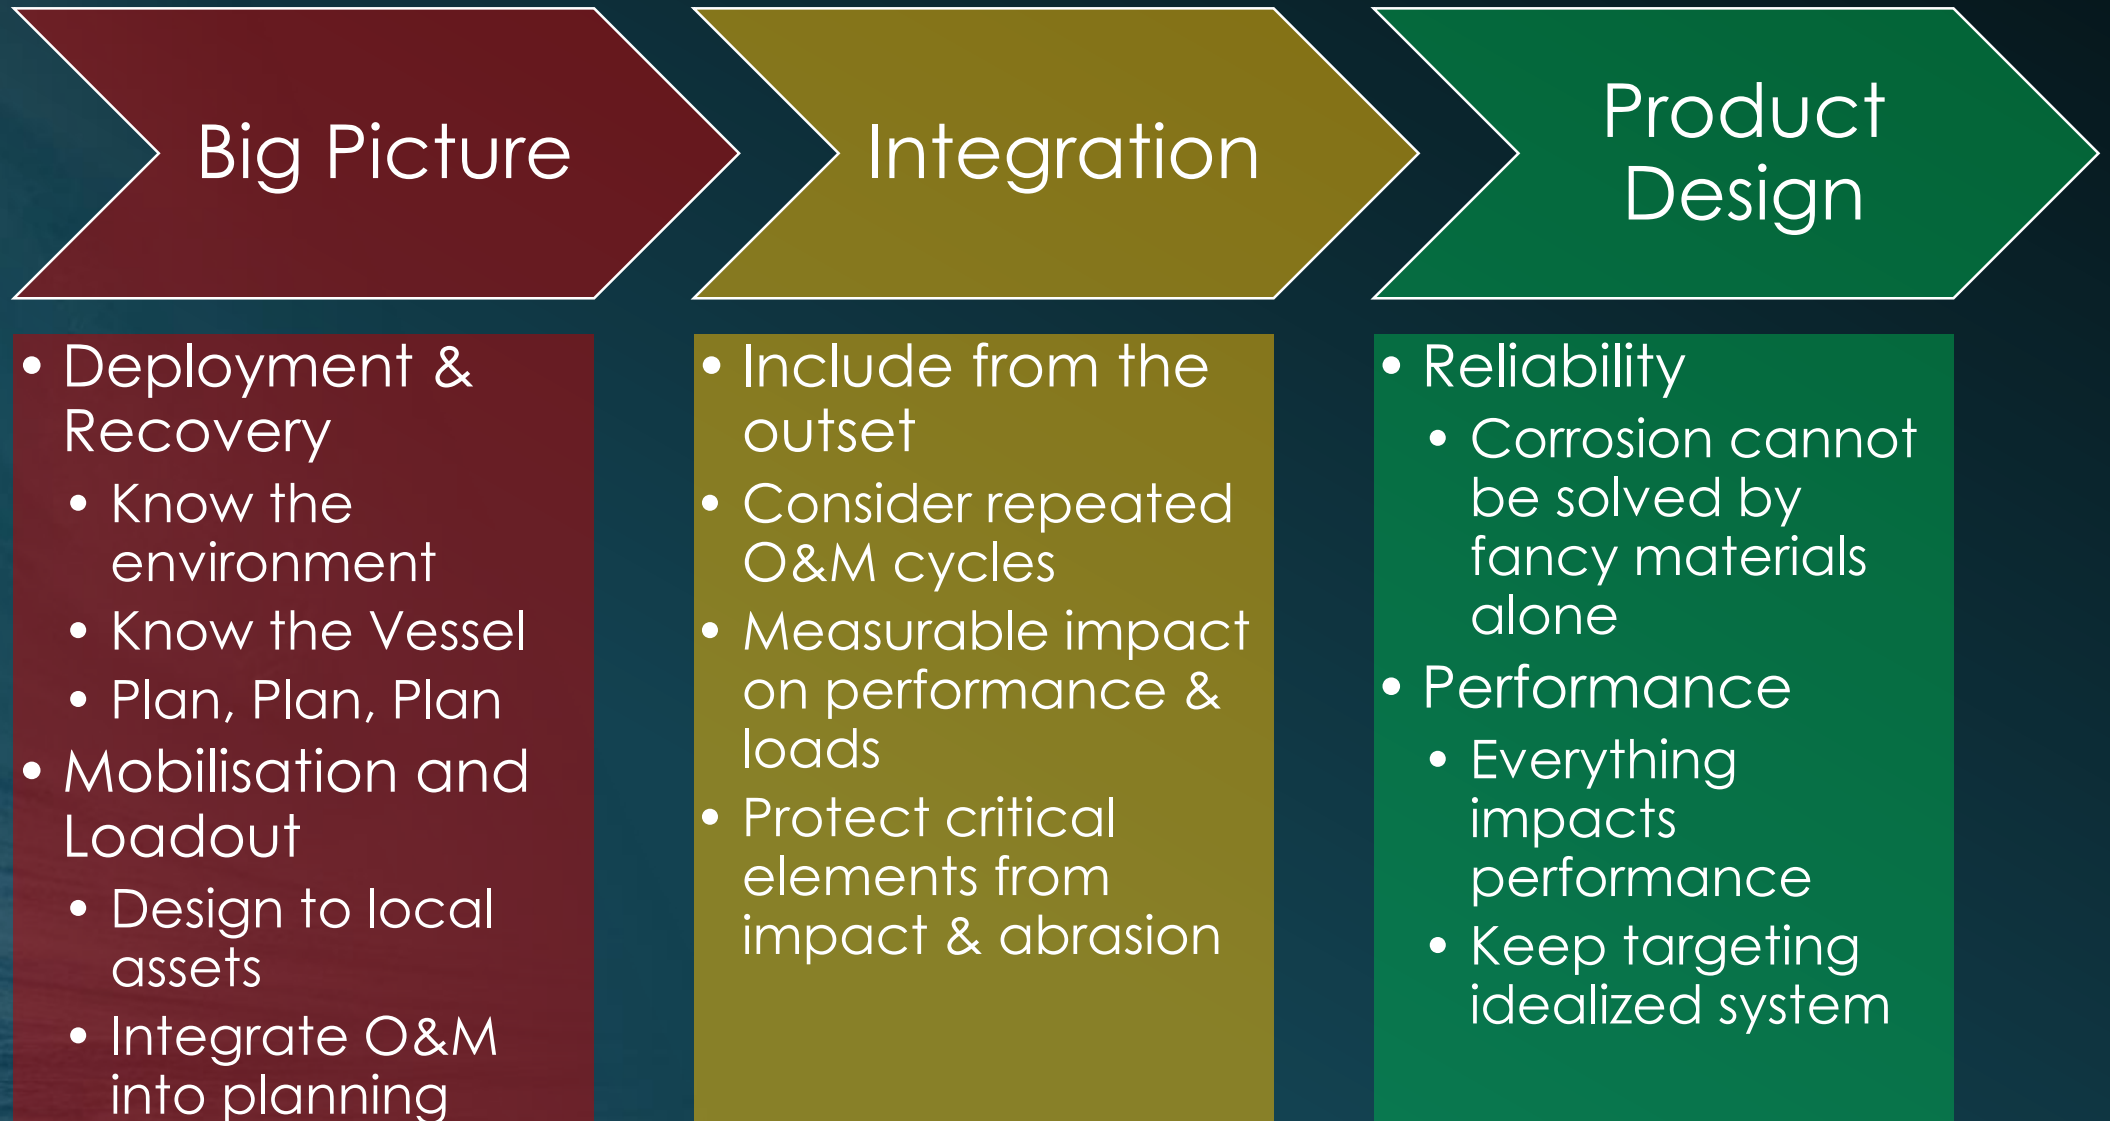 Big Picture
• Deployment &
Recovery
• Know the
environment
• Know the Vessel
• Plan, Plan, Plan
• Mobilisation and
Loadout
• Design to local
assets
• Integrate O&M
into planning
Integration
• Include from the
outset
• Consider repeated
O&M cycles
• Measurable impact
on performance &
loads
• Protect critical
elements from
impact & abrasion
Product
Design
• Reliability
• Corrosion cannot
be solved by
fancy materials
alone
• Performance
• Everything
impacts
performance
• Keep targeting
idealized system